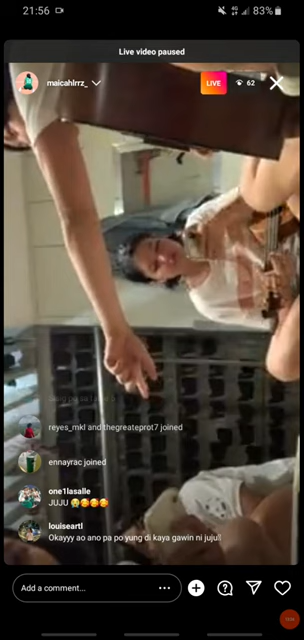 21:56
83%
Live video paused
maicahlrrz_
LIVE
62
reyes_mkl and thegreateprot7 joined
ennayrac joined
one1lasalle
JUJU 😭🥰🥰🥰
louiseartl
Okayyy ao ano pa po yung di kaya gawin ni juju!!
Add a comment...